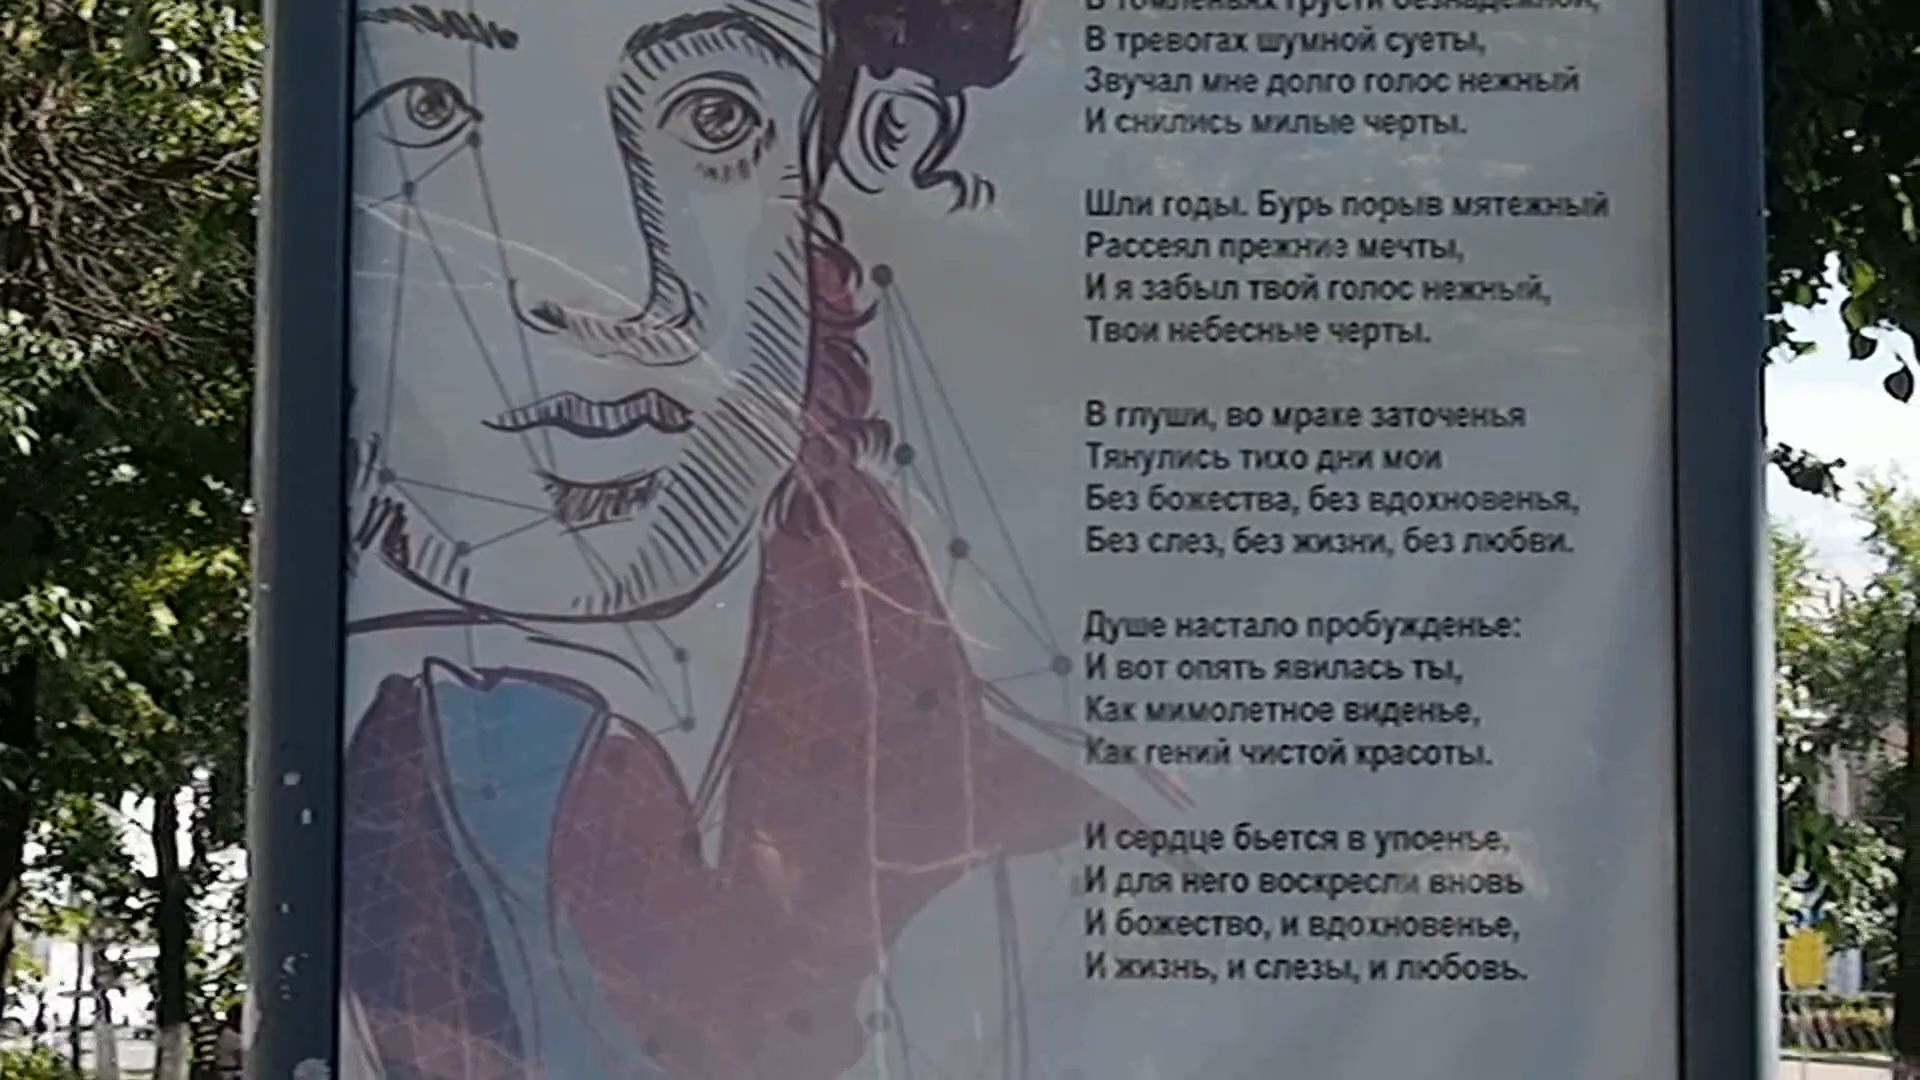 В томленьях грусти безнадежной,
В тревогах шумной суеты,
Звучал мне долго голос нежный
И снились милые черты.
Шли годы. Бурь порыв мятежный
Рассеял прежние мечты,
И я забыл твой голос нежный,
Твои небесные черты.
В глуши, во мраке заточенья
Тянулись тихо дни мои
Без божества, без вдохновенья,
Без слез, без жизни, без любви.
Душе настало пробужденье:
И вот опять явилась ты,
Как мимолетное виденье,
Как гений чистой красоты.
И сердце бьется в упоенье,
И для него воскресли вновь
И божество, и вдохновенье,
И жизнь, и слезы, и любовь.